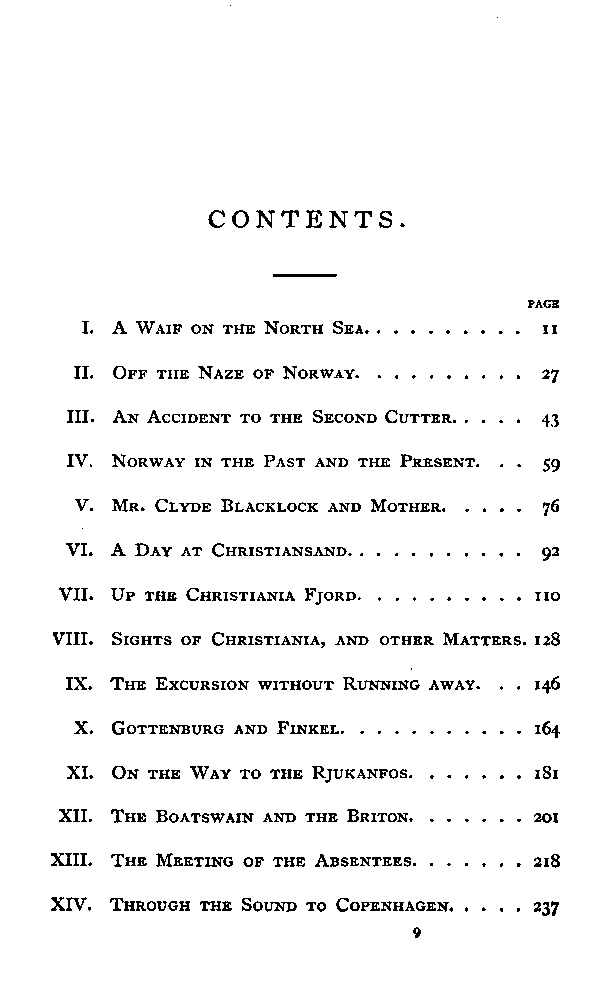 CONTENTS.
PAGE
I. A Waif on the North Sea. . . . . . . . . . . 11
II. Off the Naze of Norway. . . . . . . . . . 27
III. An Accident to the Second Cutter. . . . . . 43
IV. Norway in the Past and the Present. . . 59
V. Mr. Clyde Blacklock and Mother. . . . . . 76
VI. A Day at Christiansand. . . . . . . . . . . . 92
VII. Up the Christiania Fjord. . . . . . . . . . 110
VIII. Sights of Christiania, and other Matters. 128
IX. The Excursion without Running away. . . 146
X. Gottenburg and Finkel. . . . . . . . . . . . 164
XI. On the Way to the Rjukanfos. . . . . . . 181
XII. The Boatswain and the Briton. . . . . . . 201
XIII. The Meeting of the Absentees. . . . . . . 218
XIV. Through the Sound to Copenhagen. . . . . 237
9